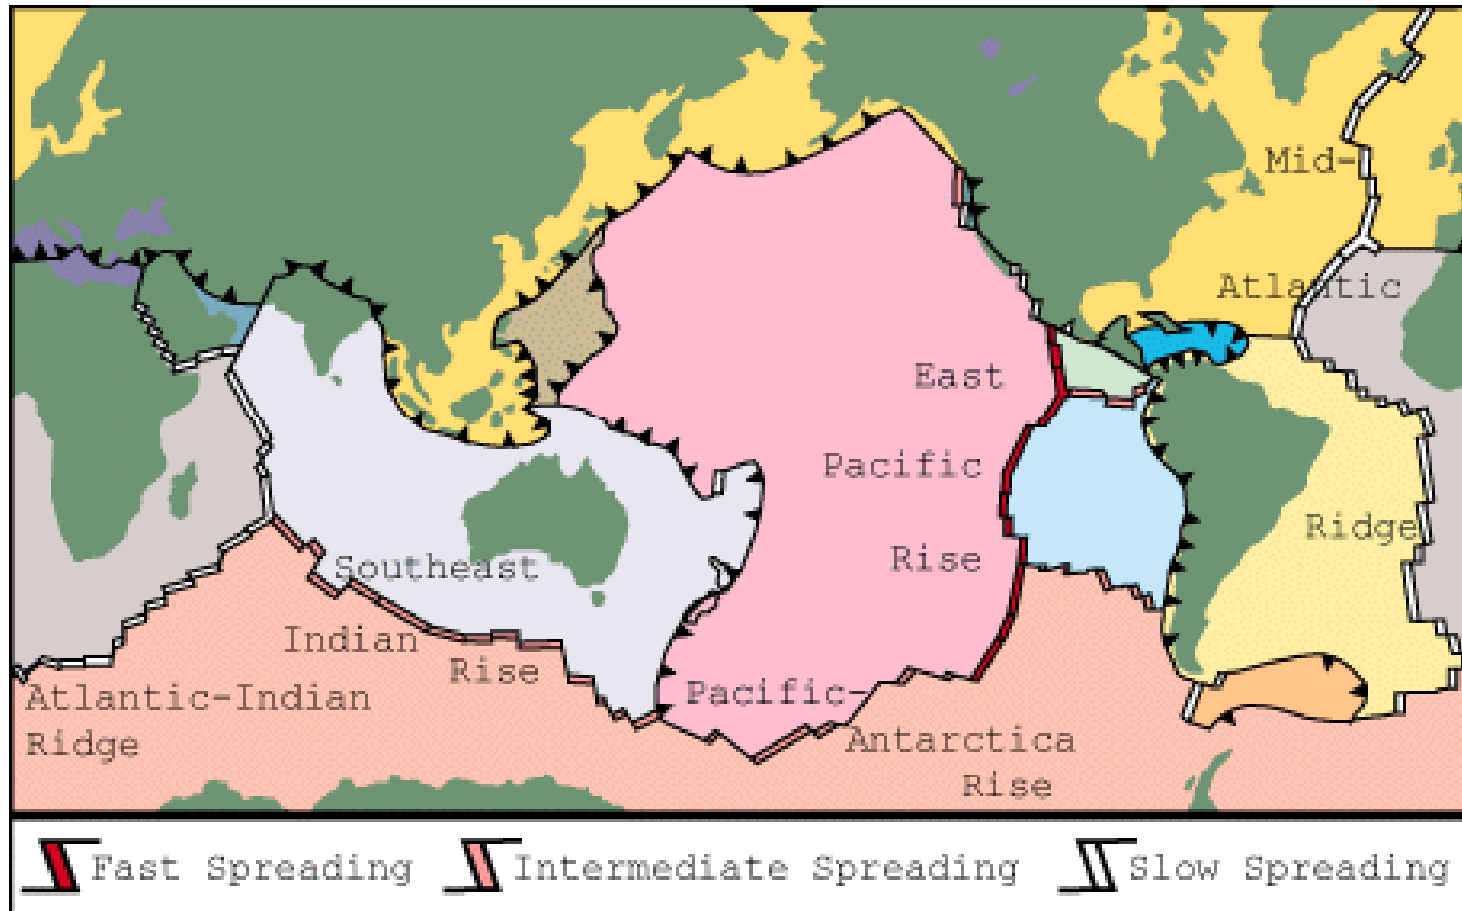 Mid-
Atlantic
Ridge
East
Pacific
Rise
Southeast
Indian
Rise
Atlantic-Indian
Ridge
Pacific-
Antarctica
Rise
Fast Spreading
Intermediate Spreading
Slow Spreading